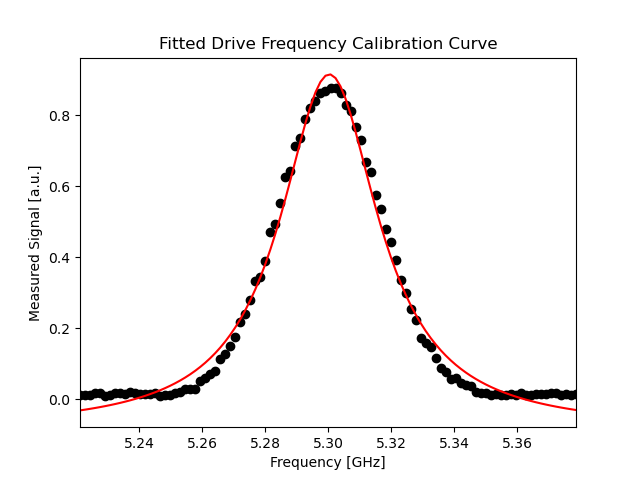 Fitted Drive Frequency Calibration Curve
Measured Signal [a.u.]
0.8
0.6
0.4
0.2
0.0
5.24 5.26 5.28 5.30 5.32 5.34 5.36
Frequency [GHz]